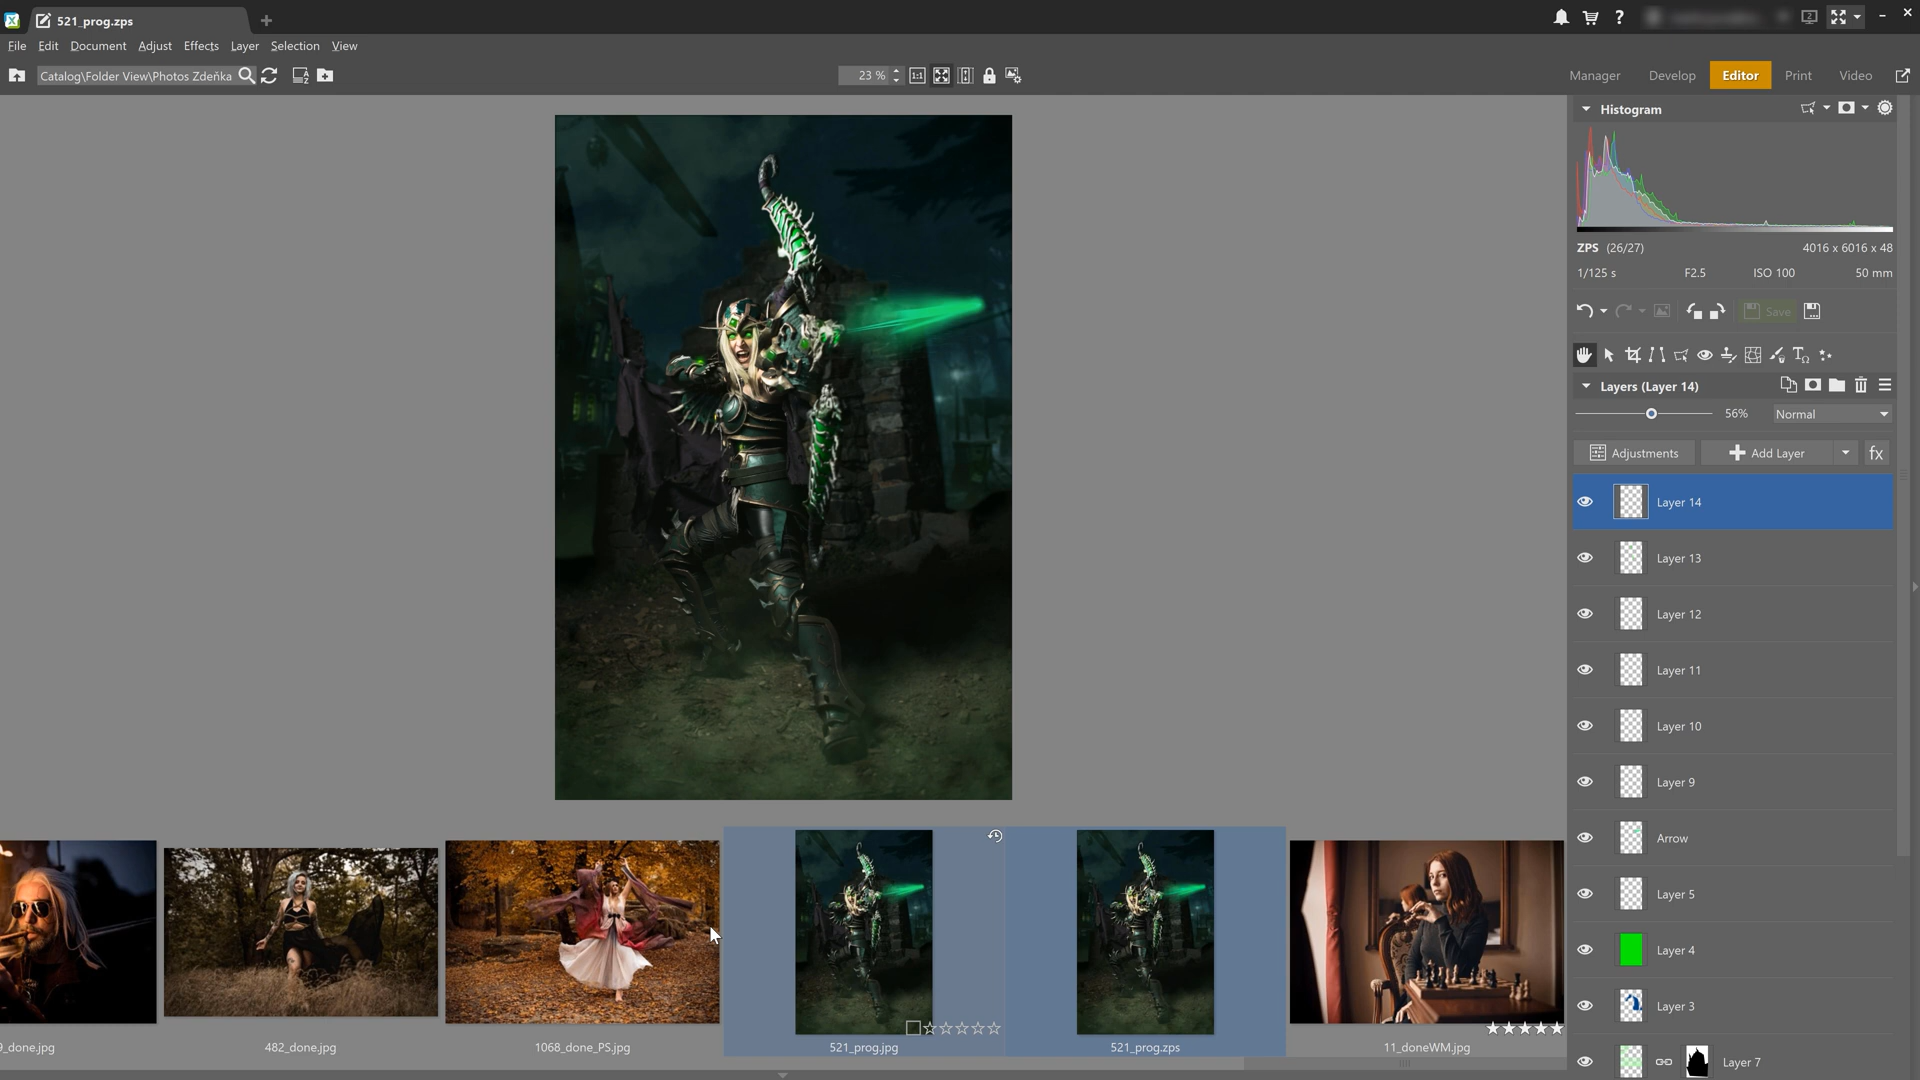 521_prog.zps
File Edit Document Adjust Effects Layer Selection View
Catalog\Folder View\Photos Zdeňka
23 %
1:1
Manager Develop Editor Print Video
Histogram
ZPS (26/27) 4016 x 6016 x 48
1/125 s F2.5 ISO 100 50 mm
Save
Layers (Layer 14)
56% Normal
Adjustments Add Layer fx
Layer 14
Layer 13
Layer 12
Layer 11
Layer 10
Layer 9
Arrow
Layer 5
Layer 4
Layer 3
Layer 7
_done.jpg 482_done.jpg 1068_done_PS.jpg 521_prog.jpg 521_prog.zps 11_doneWM.jpg